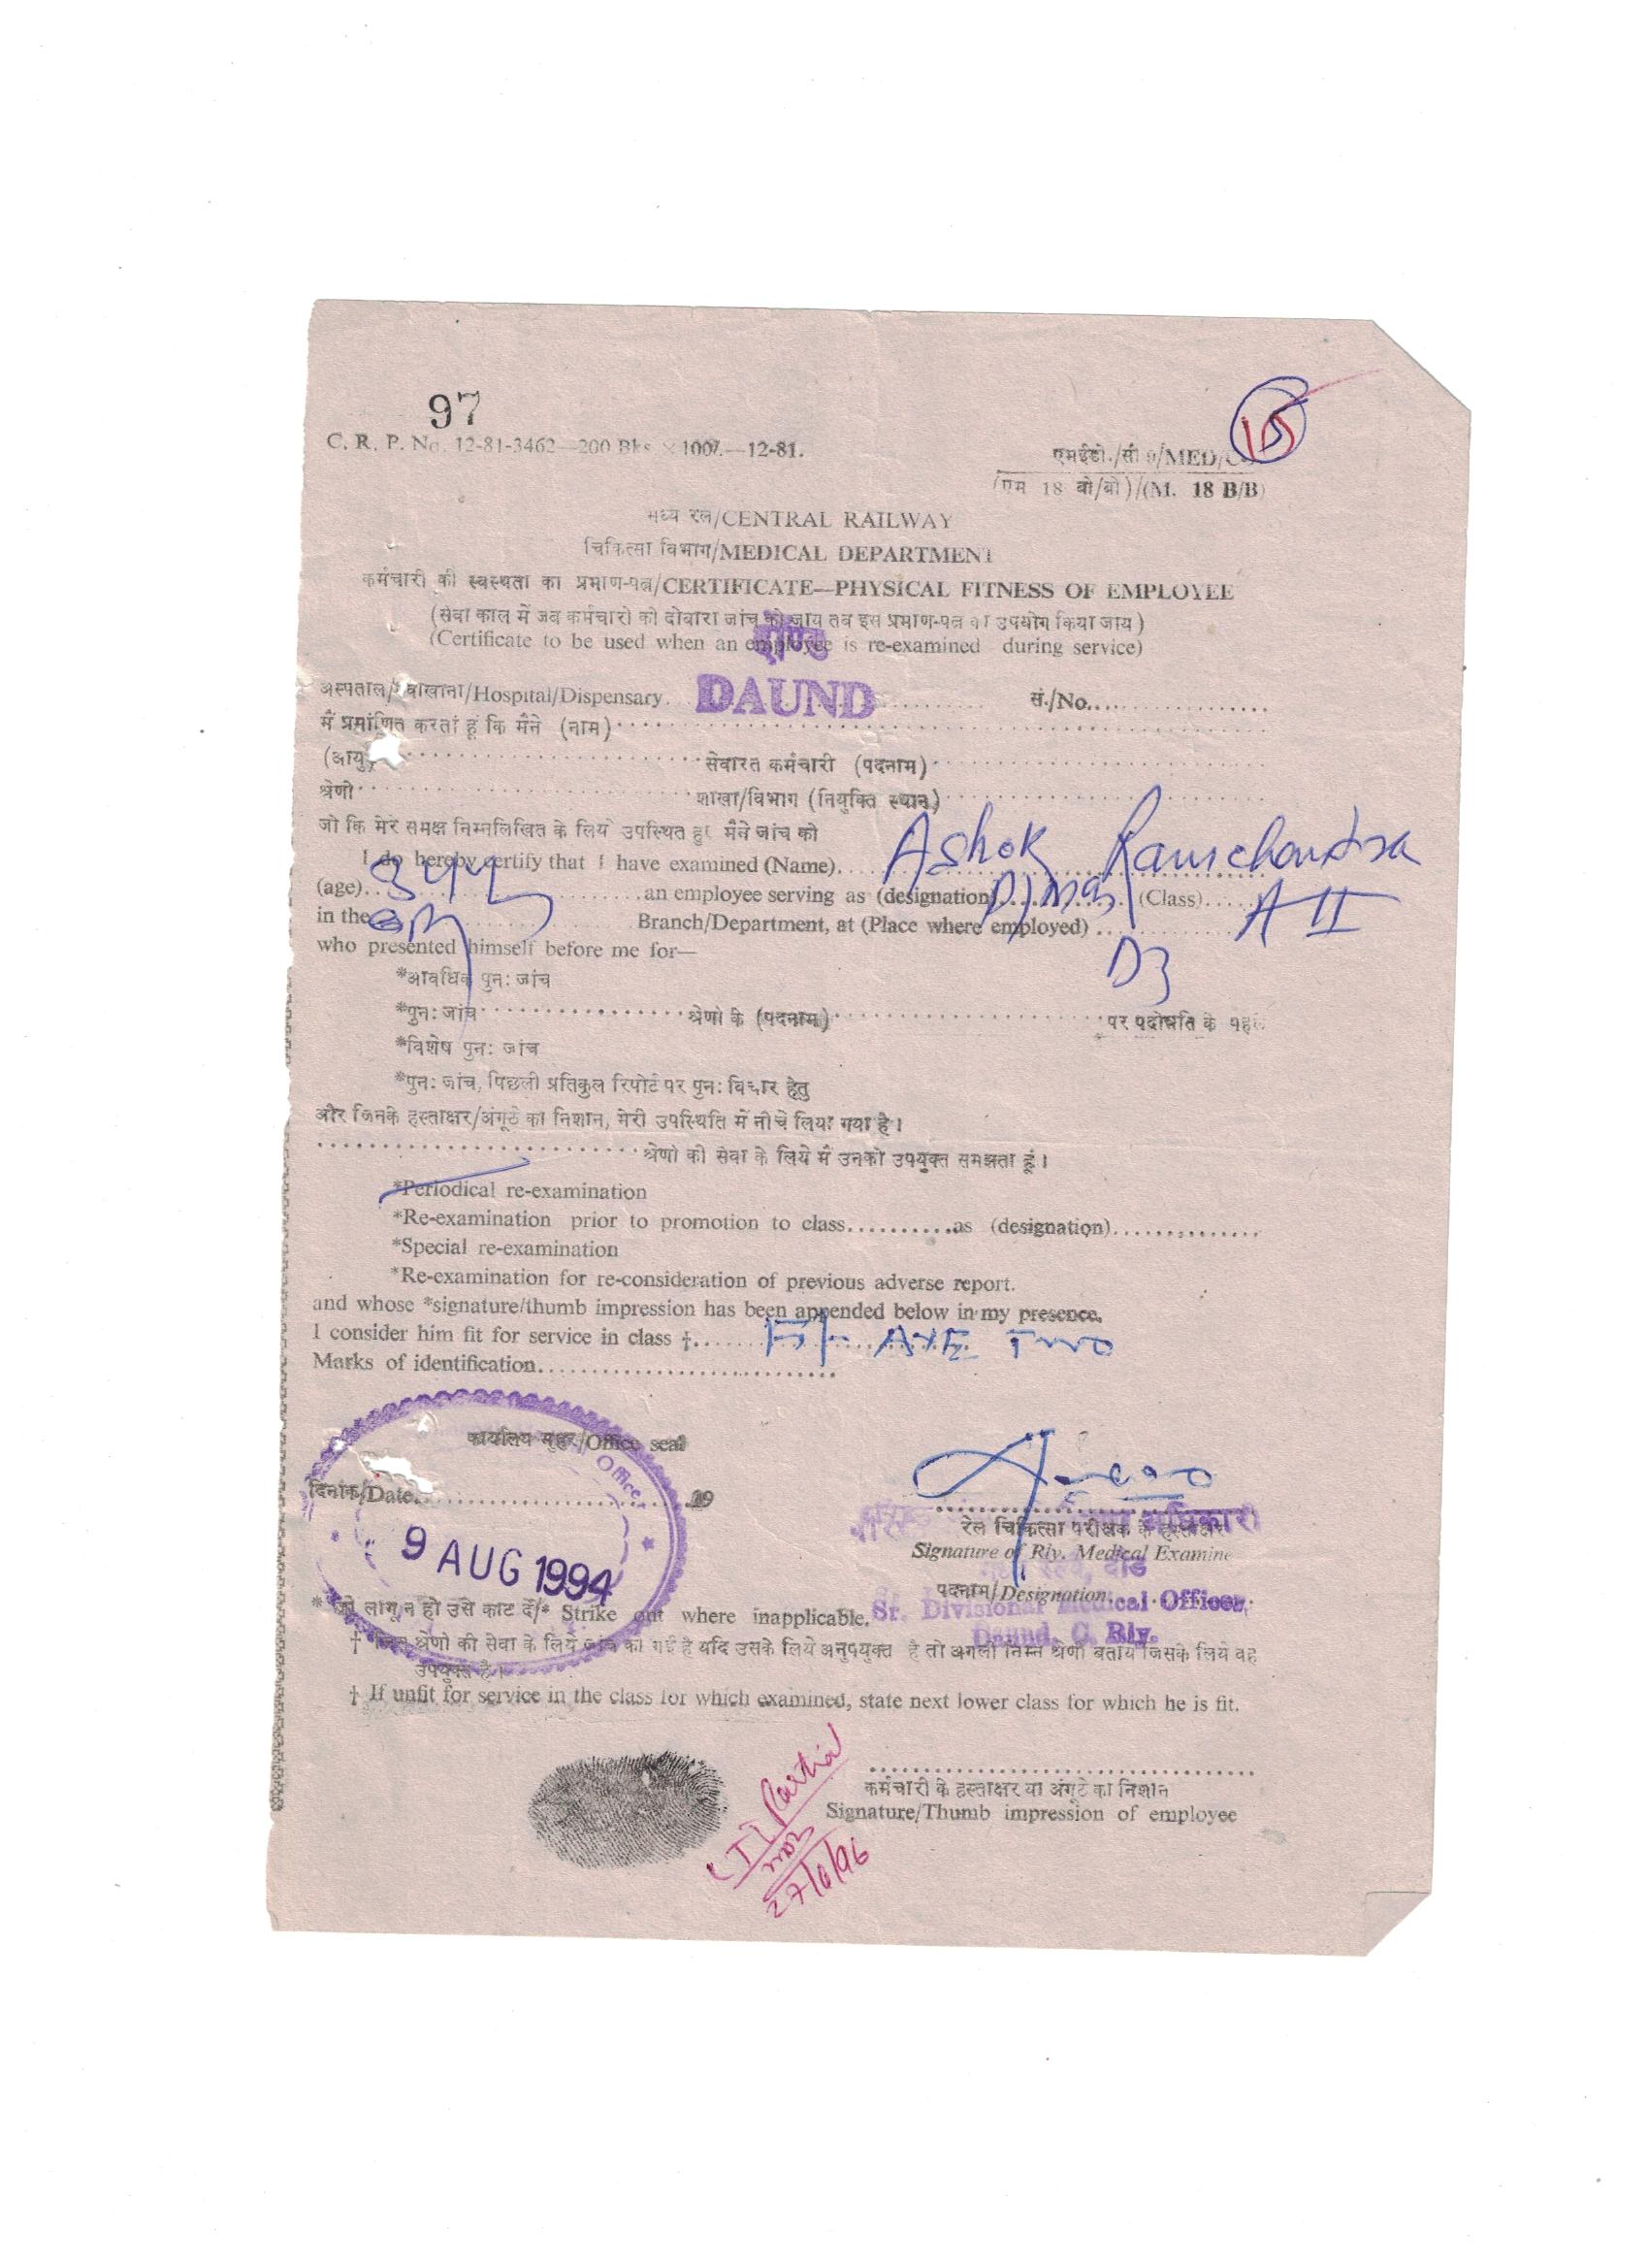 97
15
C. R. P. No. 12-81-3462—200 Bks × 100/.—12-81.
एमईडी./सी 9/MED/
(एम 18 बी/बी)/(M. 18 B/B)
मध्य रेल/CENTRAL RAILWAY
चिकित्सा विभाग/MEDICAL DEPARTMENT
कर्मचारी की स्वस्थता का प्रमाण-पत्र/CERTIFICATE—PHYSICAL FITNESS OF EMPLOYEE
(सेवा काल में जब कर्मचारी की दोबारा जांच की जाय तब इस प्रमाण-पत्र का उपयोग किया जाय)
दौण्ड
(Certificate to be used when an employee is re-examined during service)
अस्पताल/दवाखाना/Hospital/Dispensary. DAUND सं./No..................
मैं प्रमाणित करता हूं कि मैंने (नाम)
(आयु) सेवारत कर्मचारी (पदनाम)
श्रेणी शाखा/विभाग (नियुक्ति स्थान)
जो कि मेरे समक्ष निम्नलिखित के लिये उपस्थित हुए मैंने जांच की
I do hereby certify that I have examined (Name). Ashok Ramchandra
(age). an employee serving as (designation) (Class) A II
in the Branch/Department, at (Place where employed) DD
who presented himself before me for—
*आवधिक पुन: जांच
*पुन: जांच श्रेणी के (पदनाम) पर पदोन्नति के पहले
*विशेष पुन: जांच
*पुन: जांच, पिछली प्रतिकुल रिपोर्ट पर पुन: विचार हेतु
और जिनके हस्ताक्षर/अंगूठे का निशान, मेरी उपस्थिति में नीचे लिया गया है।
श्रेणी की सेवा के लिये मैं उनको उपयुक्त समझता हूं।
*Periodical re-examination
*Re-examination prior to promotion to class..........as (designation)..............
*Special re-examination
*Re-examination for re-consideration of previous adverse report.
and whose *signature/thumb impression has been appended below in my presence.
I consider him fit for service in class †. Fit AYE TWO
Marks of identification..............................
कार्यालय मुहर/Office seal
Office
दिनांक/Date. 19
9 AUG 1994
अधिकारी
रेल चिकित्सा परीक्षक के हस्ताक्षर
Signature of Rly. Medical Examine
मध्य रेलवे, दौंड
पदनाम/Designation
Sr. Divisional Medical Officer,
Daund, C. Rly.
* जो लागू न हो उसे काट दें/* Strike out where inapplicable.
† जिस श्रेणी की सेवा के लिये जांच की गई है यदि उसके लिये अनुपयुक्त है तो अगली निम्न श्रेणी बतायें जिसके लिये वह
उपयुक्त है।
† If unfit for service in the class for which examined, state next lower class for which he is fit.
27/6/96
कर्मचारी के हस्ताक्षर या अंगूठे का निशान
Signature/Thumb impression of employee